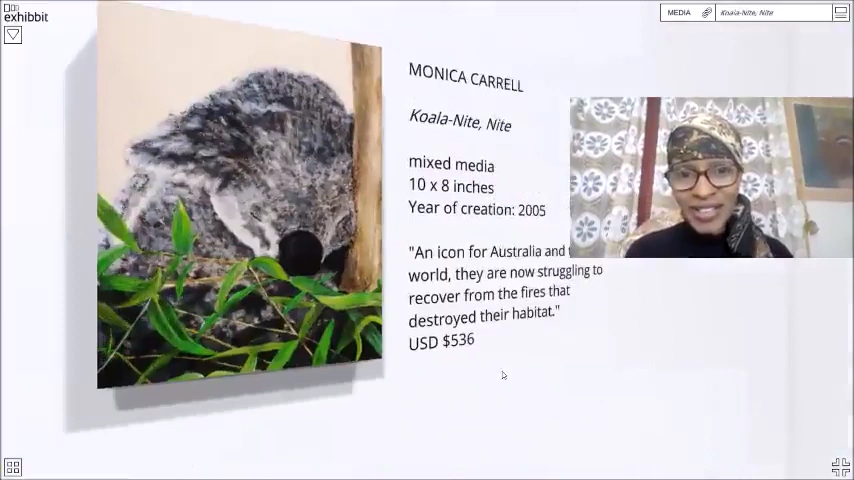 exhibbit
MEDIA
Koala-Nite, Nite
MONICA CARRELL
Koala-Nite, Nite
mixed media
10 x 8 inches
Year of creation: 2005
"An icon for Australia and
world, they are now struggling to
recover from the fires that
destroyed their habitat."
USD $536